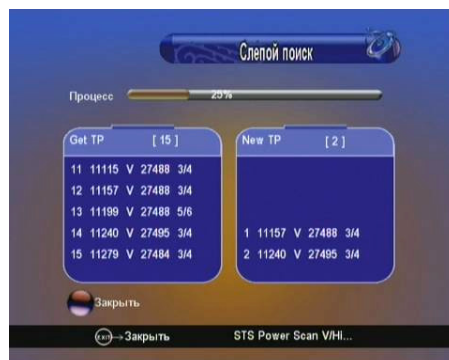 Слепой поиск
Процесс 25%
Get TP [ 15 ]
11 11115 V 27488 3/4
12 11157 V 27488 3/4
13 11199 V 27488 5/6
14 11240 V 27495 3/4
15 11279 V 27484 3/4
New TP [ 2 ]
1 11157 V 27488 3/4
2 11240 V 27495 3/4
Закрыть
EXIT → Закрыть STS Power Scan V/Hi...